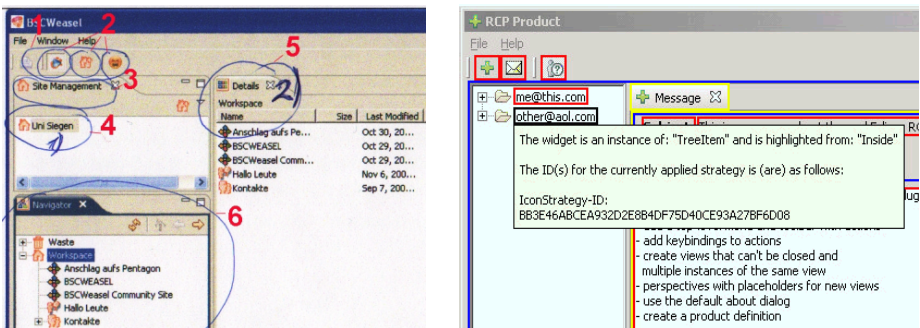 BSCWeasel
File Window Help
1
2
3
Site Management
4
Uni Siegen
1)
5
Details
2)
Workspace
Name Size Last Modified
Anschlag aufs Pe... Oct 30, 20...
BSCWEASEL Oct 29, 20...
BSCWeasel Comm... Oct 29, 20...
Hallo Leute Nov 6, 200...
Kontakte Sep 7, 200...
6
Navigator
Waste
Workspace
Anschlag aufs Pentagon
BSCWEASEL
BSCWeasel Community Site
Hallo Leute
Kontakte
RCP Product
File Help
me@this.com
other@aol.com
Message
RC
The widget is an instance of: "TreeItem" and is highlighted from: "Inside"
The ID(s) for the currently applied strategy is (are) as follows:
IconStrategy-ID:
BB3E46ABCEA932D2E8B4DF75D40CE93A27BF6D08
lug
- add keybindings to actions
- create views that can't be closed and
multiple instances of the same view
- perspectives with placeholders for new views
- use the default about dialog
- create a product definition